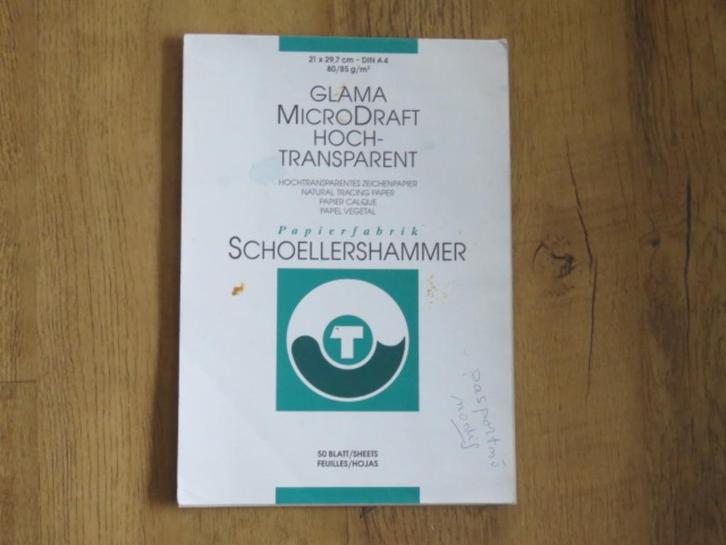 21 x 29,7 cm – DIN A4
80/85 g/m²
GLAMA
MICRODRAFT
HOCH-
TRANSPARENT
HOCHTRANSPARENTES ZEICHENPAPIER
NATURAL TRACING PAPER
PAPIER CALQUE
PAPEL VEGETAL
Papierfabrik
SCHOELLERSHAMMER
T
50 BLATT/SHEETS
FEUILLES/HOJAS